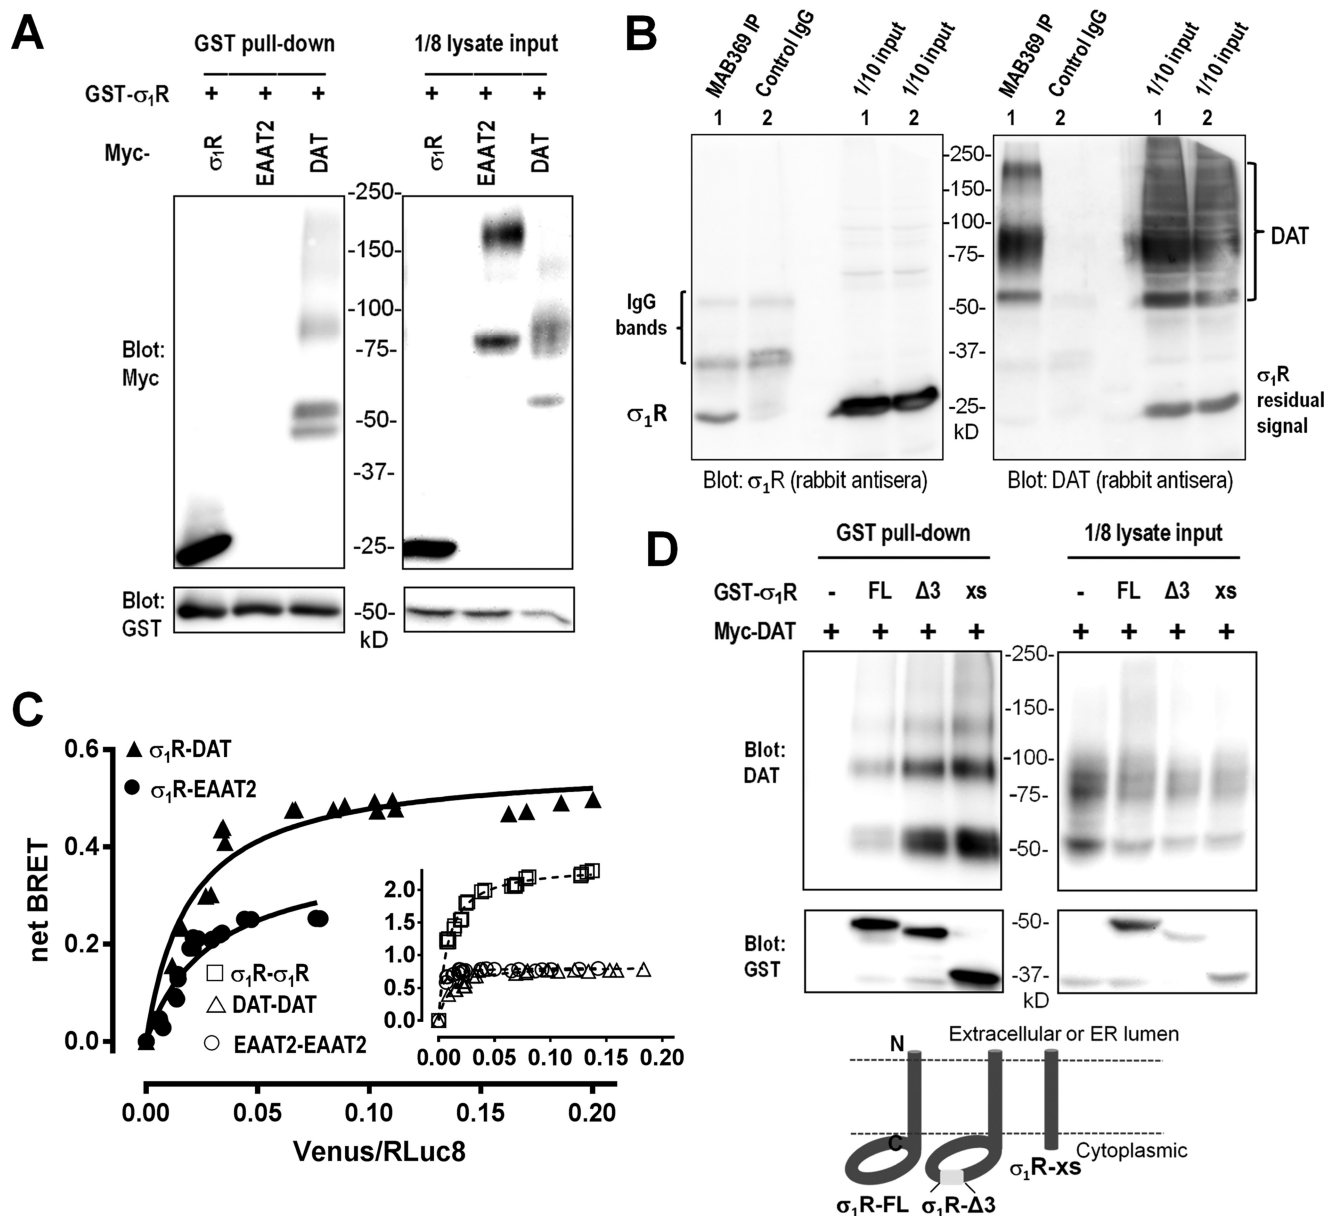 A
GST pull-down
1/8 lysate input
GST-σ1R
+ + + + + +
Myc-
σ1R
EAAT2
DAT
σ1R
EAAT2
DAT
-250-
-150-
-100-
-75-
-50-
-37-
-25-
Blot:
Myc
Blot:
GST
-50-
kD
B
MAB369 IP
Control IgG
1/10 input
1/10 input
MAB369 IP
Control IgG
1/10 input
1/10 input
1 2 1 2 1 2 1 2
-250-
-150-
-100-
-75-
-50-
-37-
-25-
kD
IgG
bands
σ1R
DAT
σ1R
residual
signal
Blot: σ1R (rabbit antisera)
Blot: DAT (rabbit antisera)
C
net BRET
0.6
0.4
0.2
0.0
σ1R-DAT
σ1R-EAAT2
σ1R-σ1R
DAT-DAT
EAAT2-EAAT2
2.0
1.5
1.0
0.5
0.0
0.00 0.05 0.10 0.15 0.20
0.00 0.05 0.10 0.15 0.20
Venus/RLuc8
D
GST pull-down
1/8 lysate input
GST-σ1R - FL Δ3 xs - FL Δ3 xs
Myc-DAT + + + + + + + +
-250-
-150-
-100-
-75-
-50-
Blot:
DAT
Blot:
GST
-50-
-37-
kD
Extracellular or ER lumen
N
C
Cytoplasmic
σ1R-xs
σ1R-FL
σ1R-Δ3